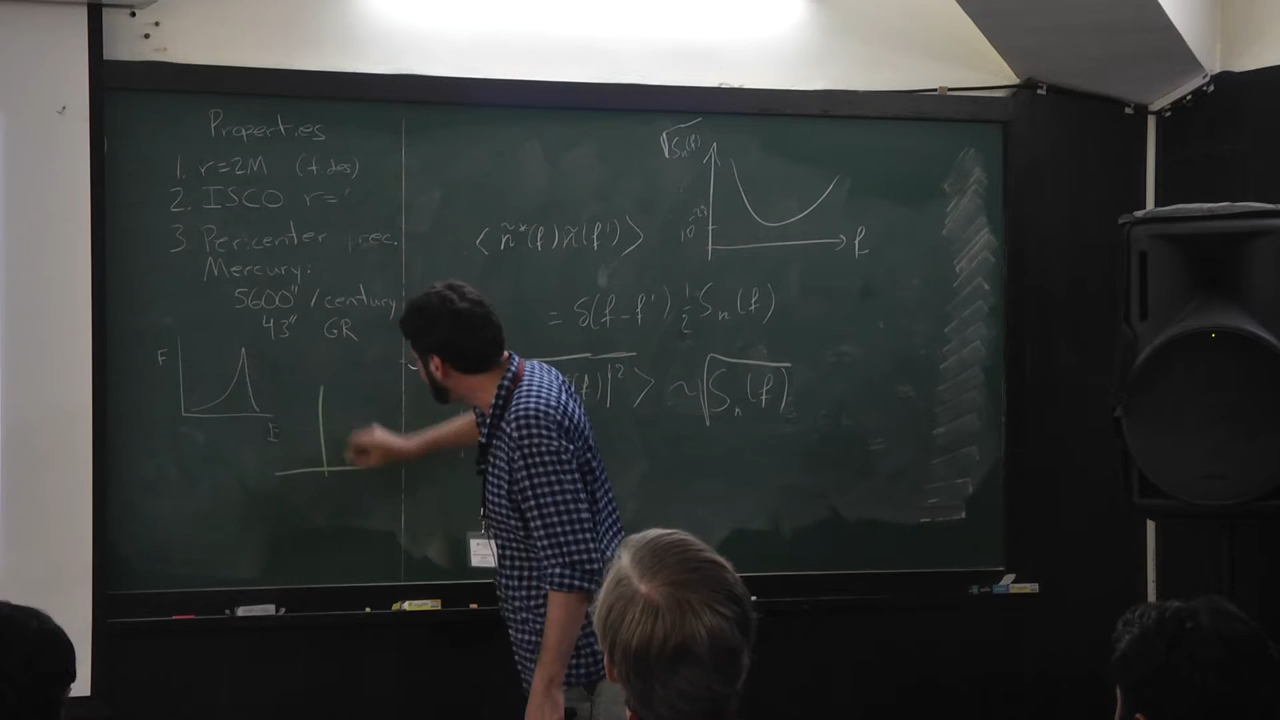 Properties
1. r=2M (f. des)
2. ISCO r=
3. Pericenter prec.
Mercury:
5600" / century
43" GR
F
E
√Sn(f)
10⁻²³
f
⟨ ñ*(f) ñ(f') ⟩
= δ(f-f') ½ Sn(f)
(f)|² ⟩ ~ √Sn(f)